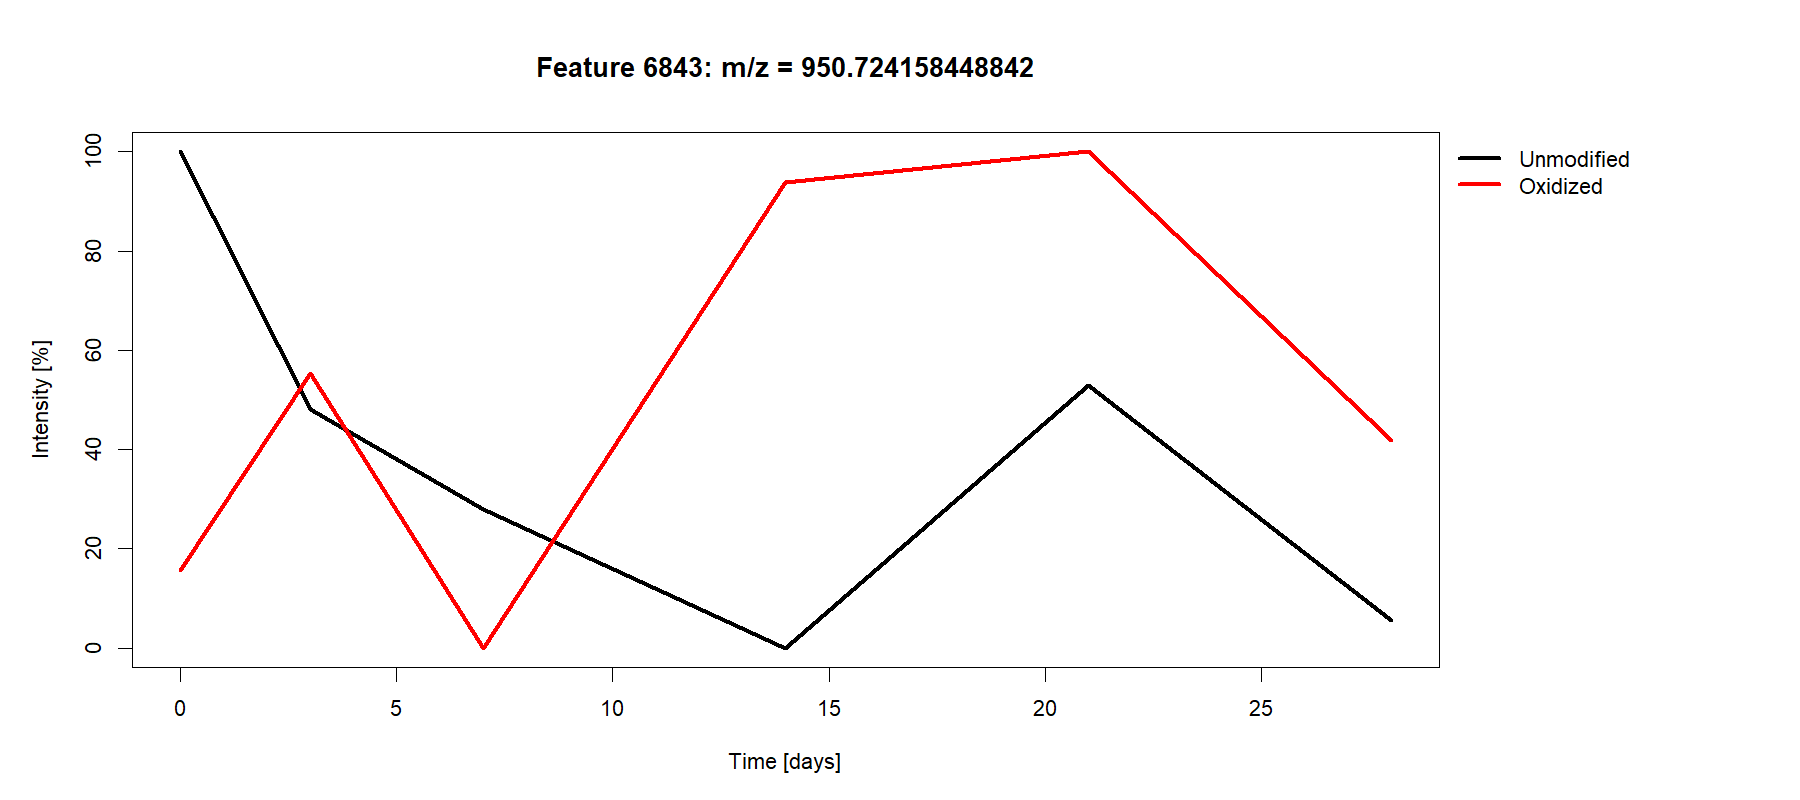 Feature 6843: m/z = 950.724158448842
Unmodified
Oxidized
Intensity [%]
100
80
60
40
20
0
0 5 10 15 20 25
Time [days]